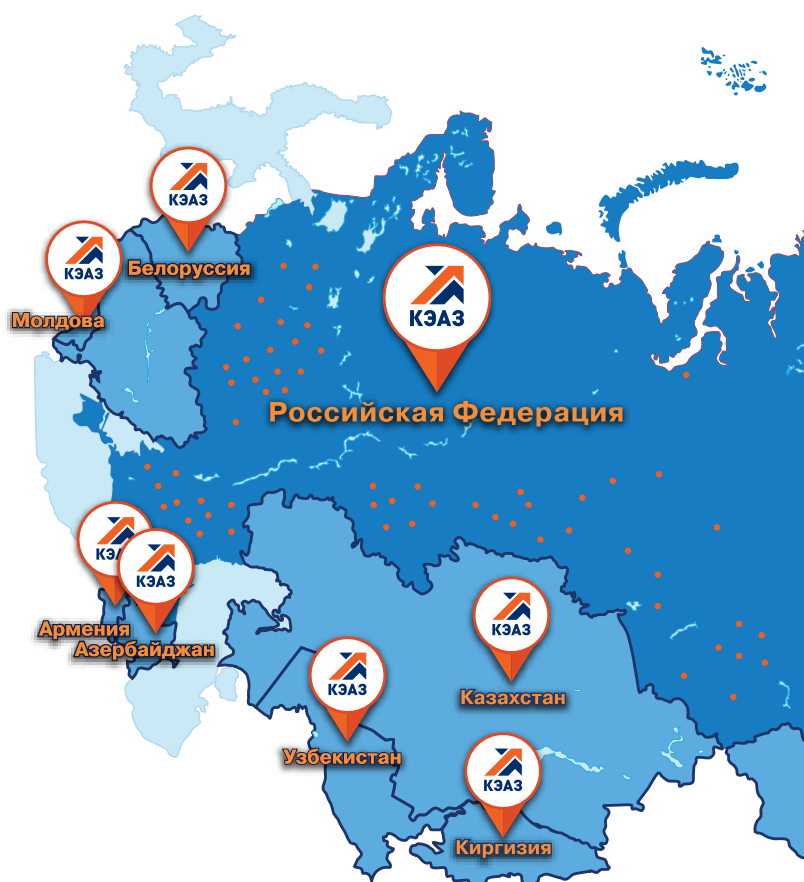 КЭАЗ
Белоруссия
КЭАЗ
Молдова
КЭАЗ
Российская Федерация
КЭАЗ
Армения
КЭАЗ
Азербайджан
КЭАЗ
Казахстан
КЭАЗ
Узбекистан
КЭАЗ
Киргизия